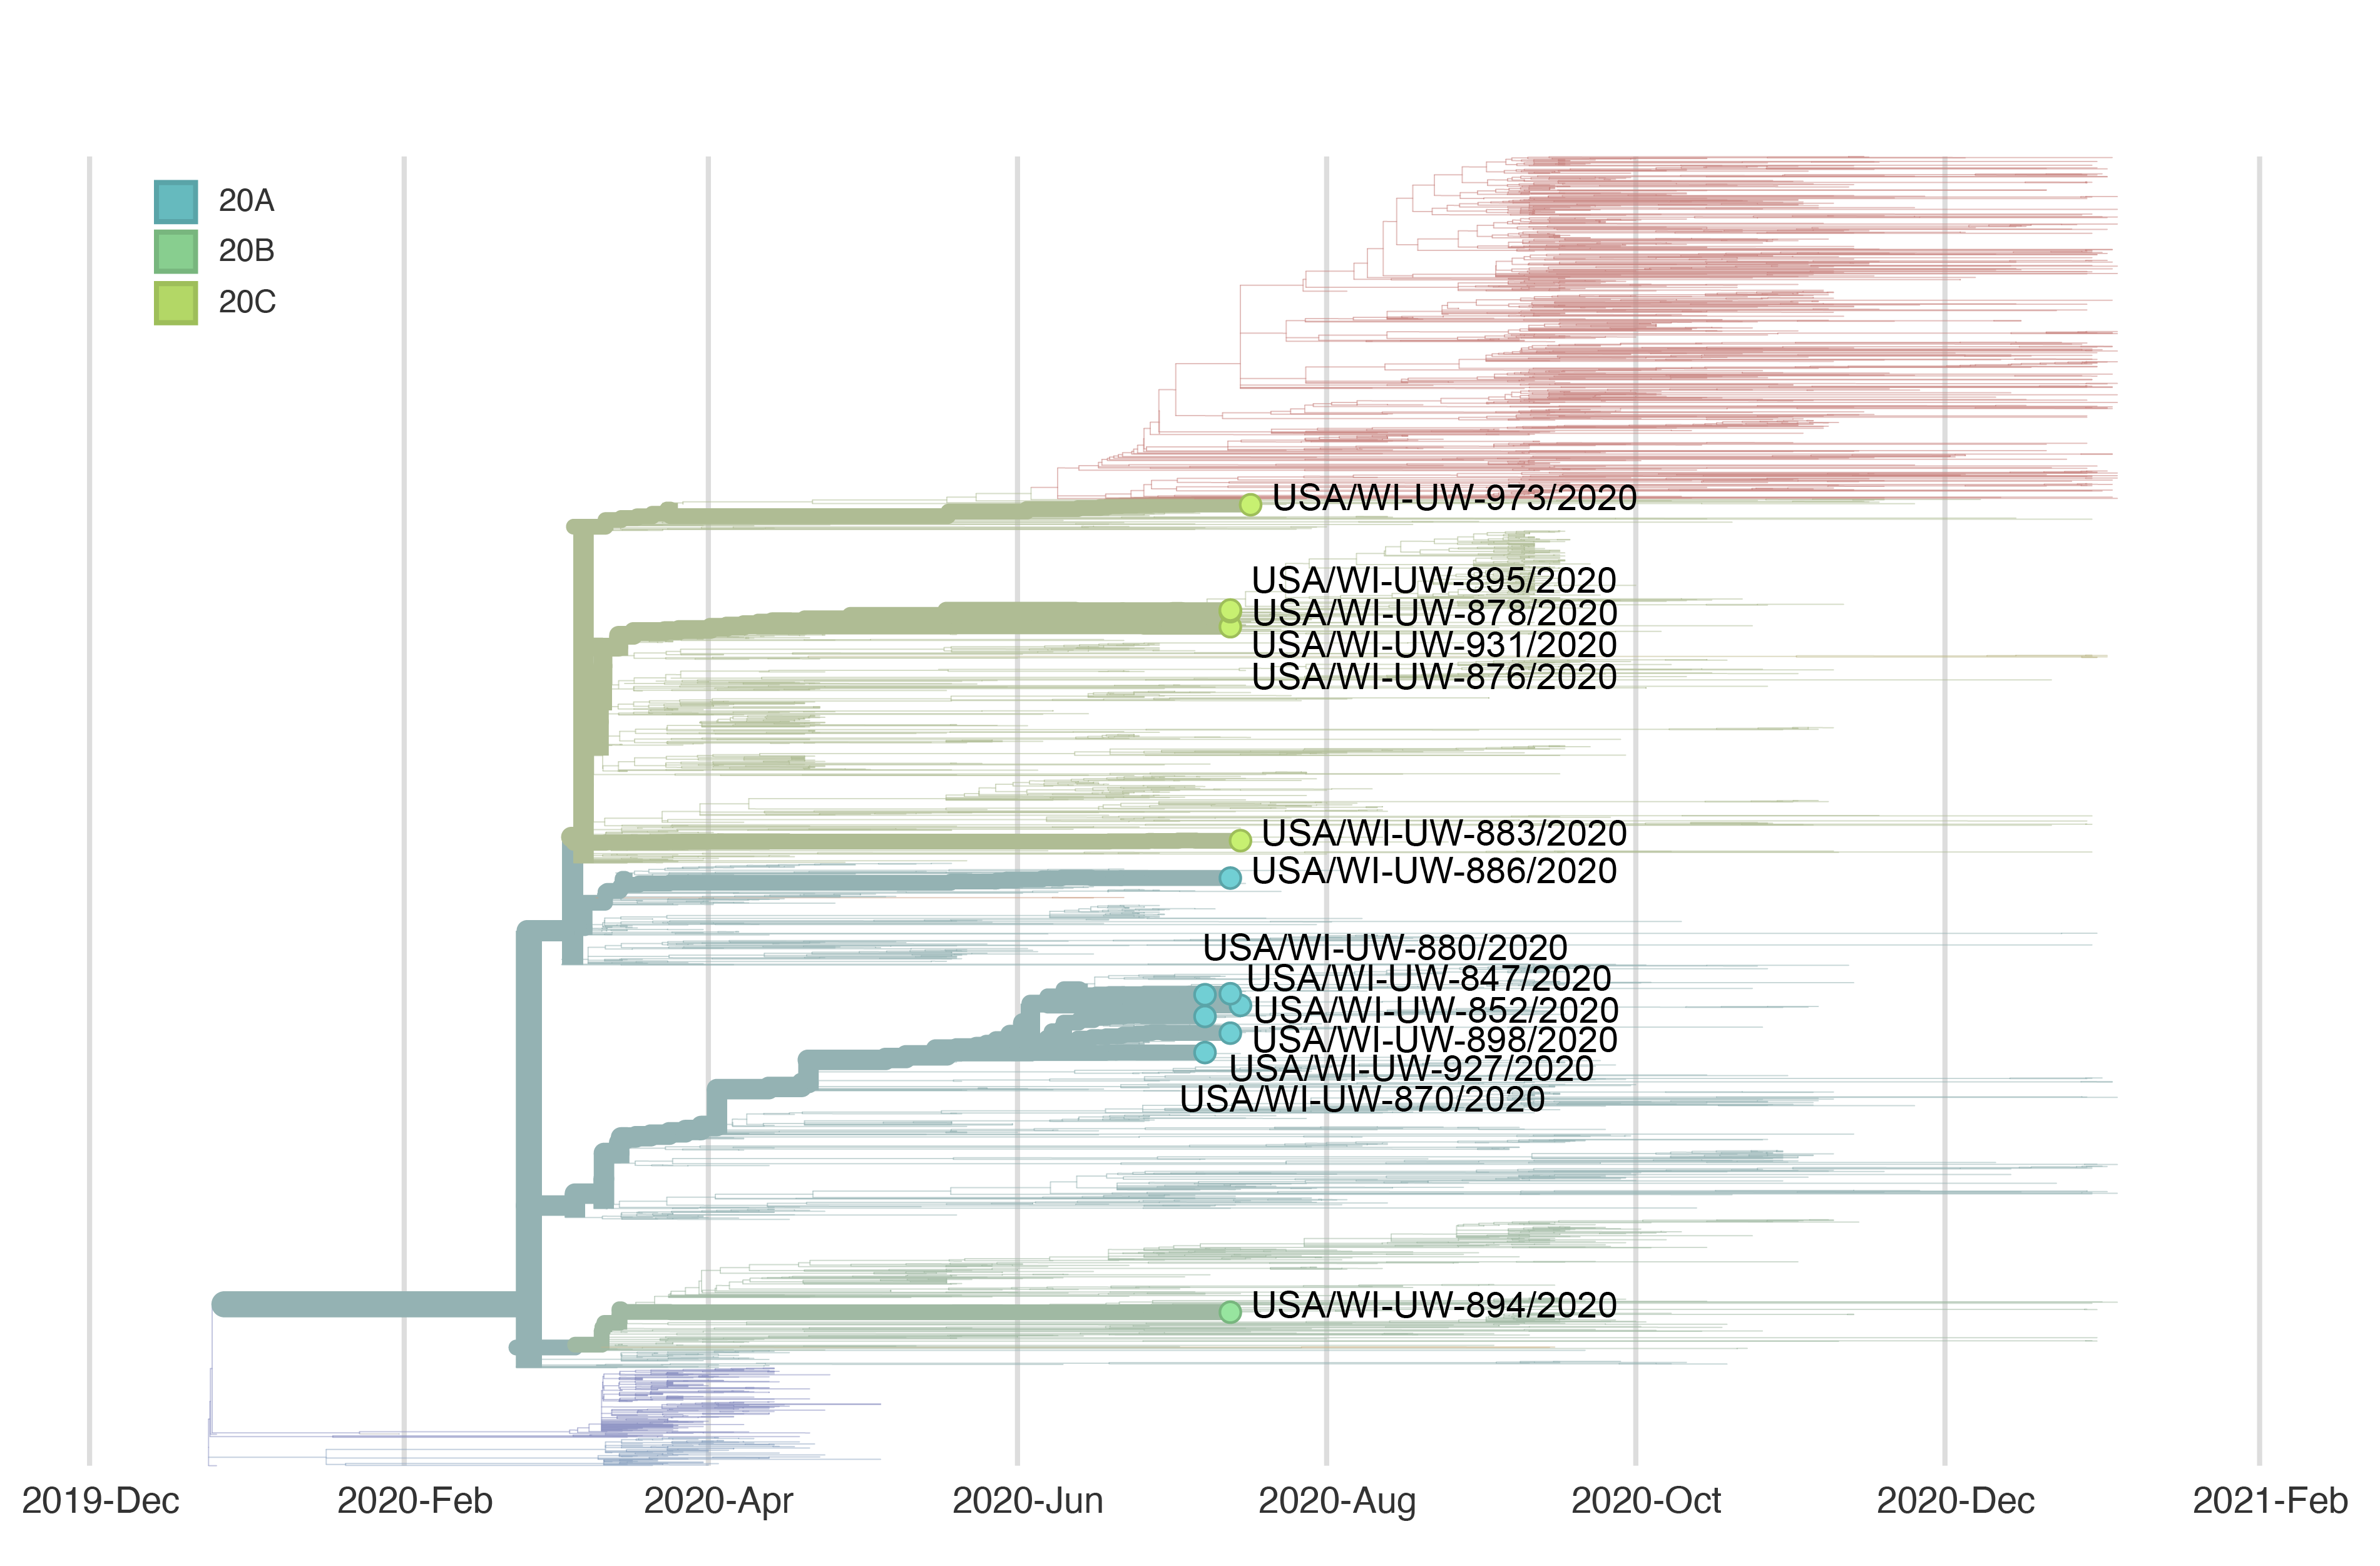 20A
20B
20C
USA/WI-UW-973/2020
USA/WI-UW-895/2020
USA/WI-UW-878/2020
USA/WI-UW-931/2020
USA/WI-UW-876/2020
USA/WI-UW-883/2020
USA/WI-UW-886/2020
USA/WI-UW-880/2020
USA/WI-UW-847/2020
USA/WI-UW-852/2020
USA/WI-UW-898/2020
USA/WI-UW-927/2020
USA/WI-UW-870/2020
USA/WI-UW-894/2020
2019-Dec 2020-Feb 2020-Apr 2020-Jun 2020-Aug 2020-Oct 2020-Dec 2021-Feb